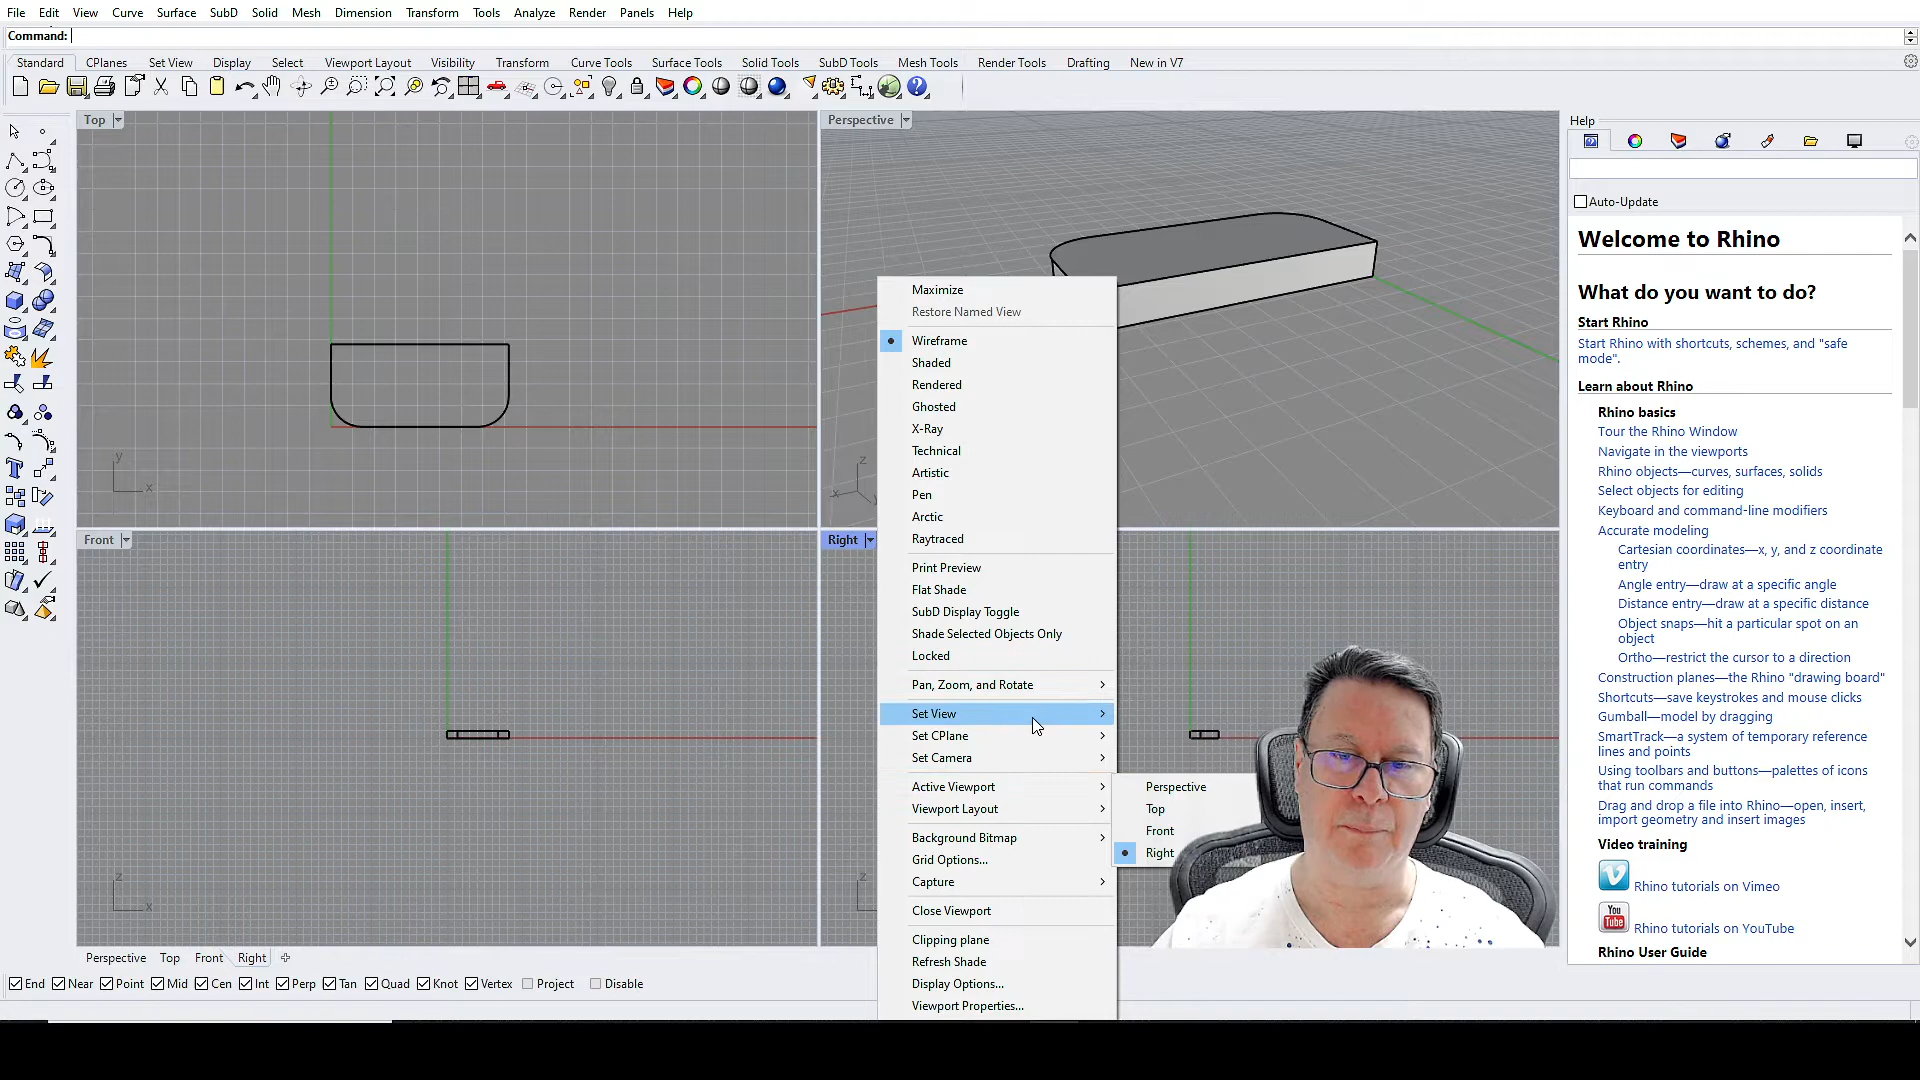 File Edit View Curve Surface SubD Solid Mesh Dimension Transform Tools Analyze Render Panels Help
Command:
Standard CPlanes Set View Display Select Viewport Layout Visibility Transform Curve Tools Surface Tools Solid Tools SubD Tools Mesh Tools Render Tools Drafting New in V7
Top
Perspective
y
x
z
x
y
Front
Right
z
x
z
Maximize
Restore Named View
Wireframe
Shaded
Rendered
Ghosted
X-Ray
Technical
Artistic
Pen
Arctic
Raytraced
Print Preview
Flat Shade
SubD Display Toggle
Shade Selected Objects Only
Locked
Pan, Zoom, and Rotate
Set View
Set CPlane
Set Camera
Active Viewport
Viewport Layout
Background Bitmap
Grid Options...
Capture
Close Viewport
Clipping plane
Refresh Shade
Display Options...
Viewport Properties...
Perspective
Top
Front
Right
Help
Auto-Update
Welcome to Rhino
What do you want to do?
Start Rhino
Start Rhino with shortcuts, schemes, and "safe
mode".
Learn about Rhino
Rhino basics
Tour the Rhino Window
Navigate in the viewports
Rhino objects—curves, surfaces, solids
Select objects for editing
Keyboard and command-line modifiers
Accurate modeling
Cartesian coordinates—x, y, and z coordinate
entry
Angle entry—draw at a specific angle
Distance entry—draw at a specific distance
Object snaps—hit a particular spot on an
object
Ortho—restrict the cursor to a direction
Construction planes—the Rhino "drawing board"
Shortcuts—save keystrokes and mouse clicks
Gumball—model by dragging
SmartTrack—a system of temporary reference
lines and points
Using toolbars and buttons—palettes of icons
that run commands
Drag and drop a file into Rhino—open, insert,
import geometry and insert images
Video training
Rhino tutorials on Vimeo
You
Tube
Rhino tutorials on YouTube
Rhino User Guide
Perspective Top Front Right
End Near Point Mid Cen Int Perp Tan Quad Knot Vertex Project Disable